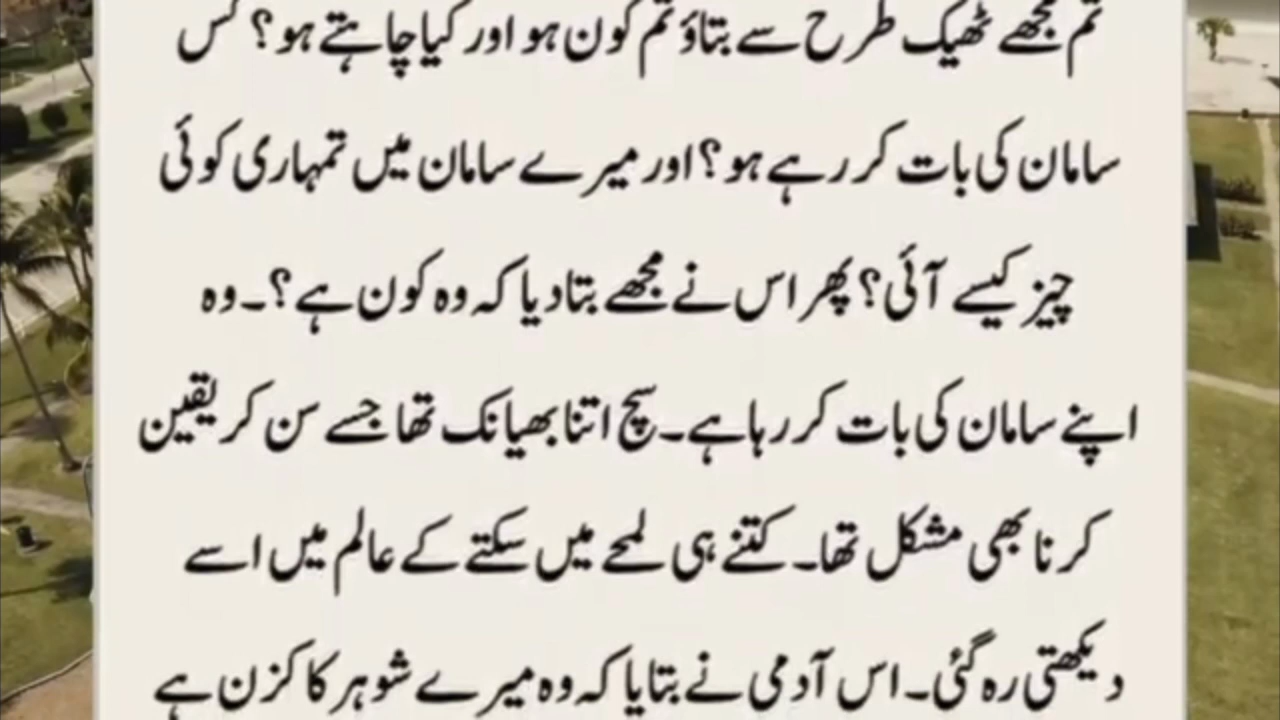 تم مجھے ٹھیک طرح سے بتاؤ تم کون ہو اور کیا چاہتے ہو؟ کس
سامان کی بات کر رہے ہو؟ اور میرے سامان میں تمہاری کوئی
چیز کیسے آئی؟ پھر اس نے مجھے بتا دیا کہ وہ کون ہے؟۔ وہ
اپنے سامان کی بات کر رہا ہے۔ سچ اتنا بھیانک تھا جسے سن کر یقین
کرنا بھی مشکل تھا۔ کتنے ہی لمحے میں سکتے کے عالم میں اسے
دیکھتی رہ گئی۔ اس آدمی نے بتایا کہ وہ میرے شوہر کا کزن ہے